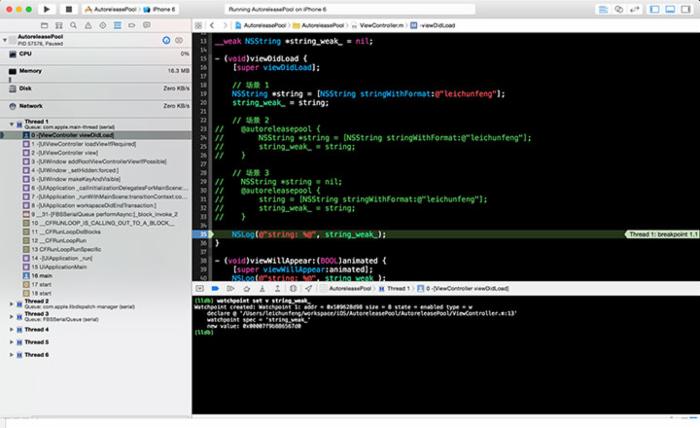 AutoreleasePool
iPhone 6
Running AutoreleasePool on iPhone 6
AutoreleasePool
PID 57578, Paused
CPU 0%
Memory 16.3 MB
Disk Zero KB/s
Network Zero KB/s
Thread 1
Queue: com.apple.main-thread (serial)
0 -[ViewController viewDidLoad]
1 -[UIViewController loadViewIfRequired]
2 -[UIViewController view]
3 -[UIWindow addRootViewControllerViewIfPossible]
4 -[UIWindow _setHidden:forced:]
5 -[UIWindow makeKeyAndVisible]
6 -[UIApplication _callInitializationDelegatesForMainScene:...
7 -[UIApplication _runWithMainScene:transitionContext:co...
8 -[UIApplication workspaceDidEndTransaction:]
9 __31-[FBSSerialQueue performAsync:]_block_invoke_2
10 __CFRUNLOOP_IS_CALLING_OUT_TO_A_BLOCK__
11 __CFRunLoopDoBlocks
12 __CFRunLoopRun
13 CFRunLoopRunSpecific
14 -[UIApplication _run]
15 UIApplicationMain
16 main
17 start
18 start
Thread 2
Queue: com.apple.libdispatch-manager (serial)
Thread 3
Queue: FBSSerialQueue (serial)
Thread 4
Thread 5
Thread 6
AutoreleasePool AutoreleasePool ViewController.m -viewDidLoad
13 __weak NSString *string_weak_ = nil;
14
15 - (void)viewDidLoad {
16 [super viewDidLoad];
17
18 // 场景 1
19 NSString *string = [NSString stringWithFormat:@"leichunfeng"];
20 string_weak_ = string;
21
22 // 场景 2
23 // @autoreleasepool {
24 // NSString *string = [NSString stringWithFormat:@"leichunfeng"];
25 // string_weak_ = string;
26 // }
27
28 // 场景 3
29 // NSString *string = nil;
30 // @autoreleasepool {
31 // string = [NSString stringWithFormat:@"leichunfeng"];
32 // string_weak_ = string;
33 // }
34
35 NSLog(@"string: %@", string_weak_); Thread 1: breakpoint 1.1
36 }
37
38 - (void)viewWillAppear:(BOOL)animated {
39 [super viewWillAppear:animated];
40 NSLog(@"string: %@", string_weak_);
AutoreleasePool Thread 1 0 -[ViewController viewDidLoad]
(lldb) watchpoint set v string_weak_
Watchpoint created: Watchpoint 1: addr = 0x109628d98 size = 8 state = enabled type = w
declare @ '/Users/leichunfeng/workspace/iOS/AutoreleasePool/AutoreleasePool/ViewController.m:13'
watchpoint spec = 'string_weak_'
new value: 0x00007f9b886567d0
(lldb)